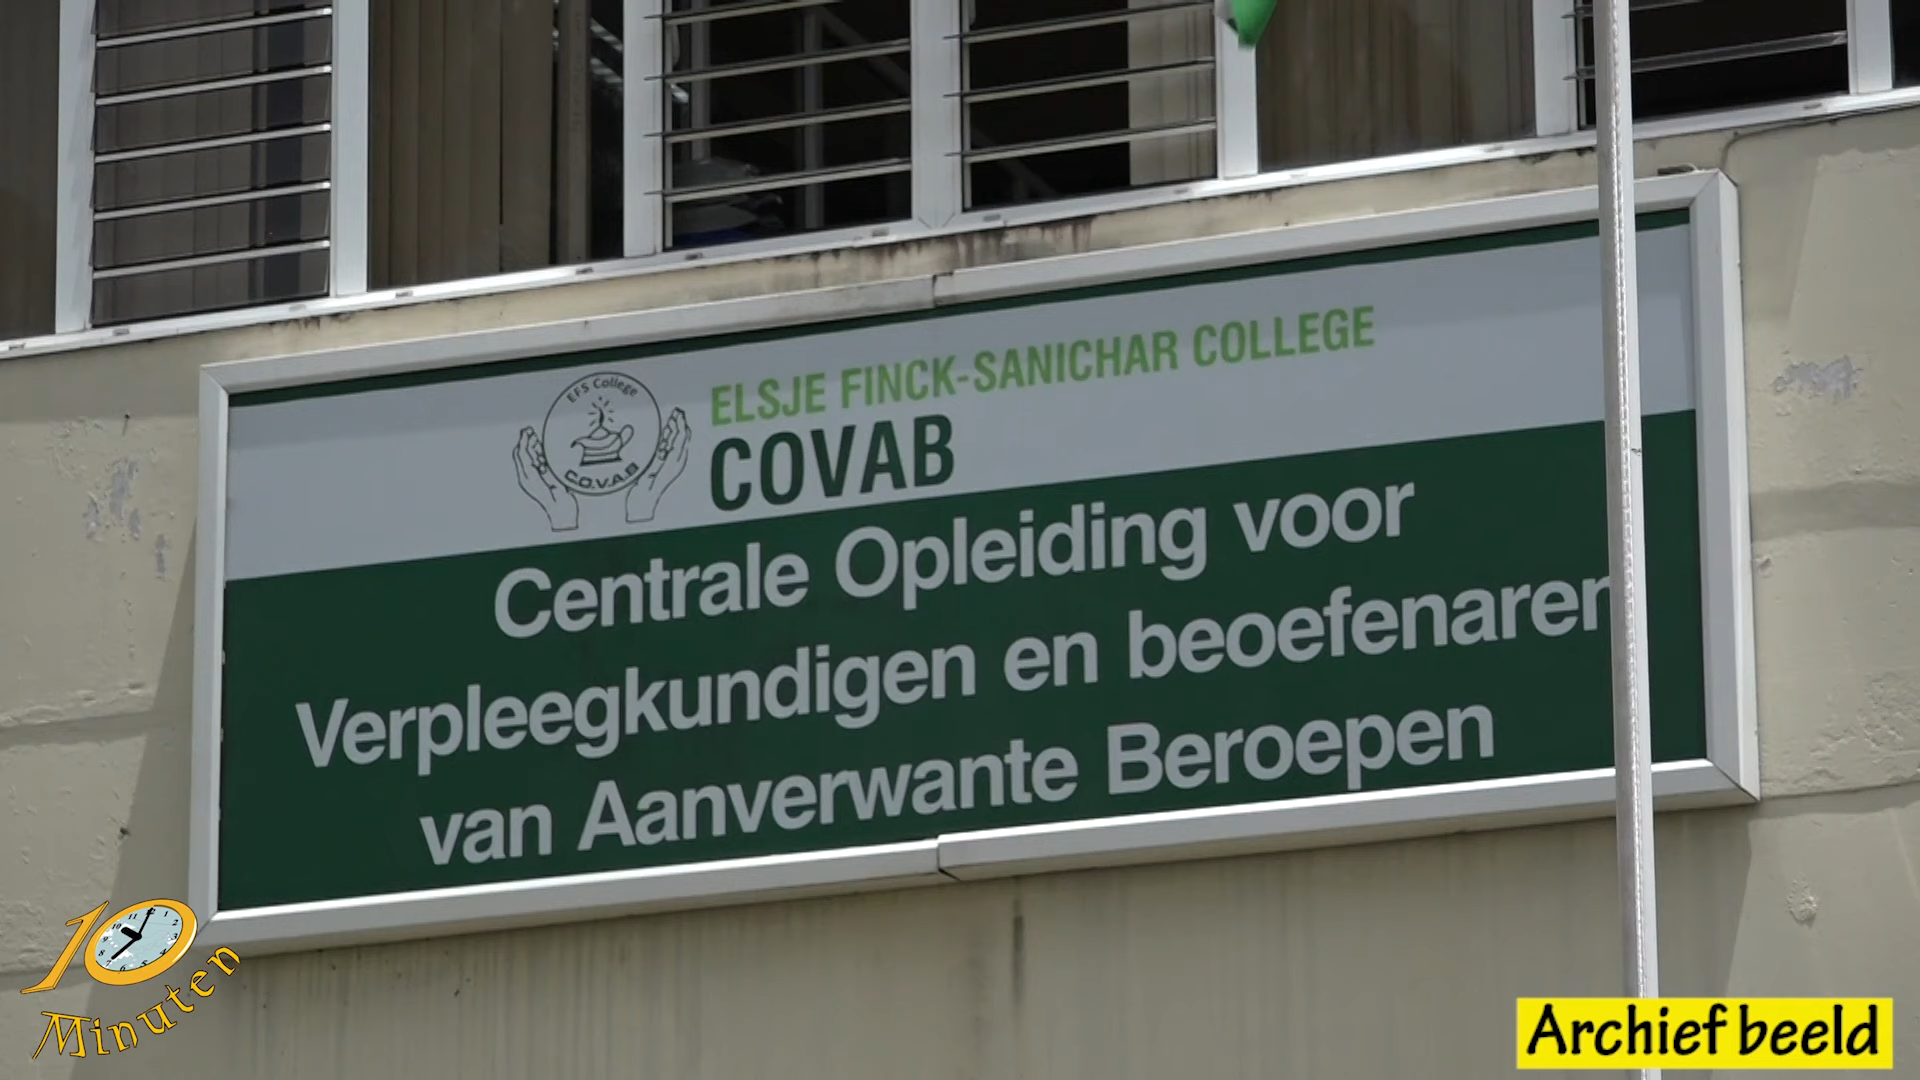 EFS College
C.O.V.A.B
ELSJE FINCK-SANICHAR COLLEGE
COVAB
Centrale Opleiding voor
Verpleegkundigen en beoefenaren
van Aanverwante Beroepen
10
Minuten
Archief beeld